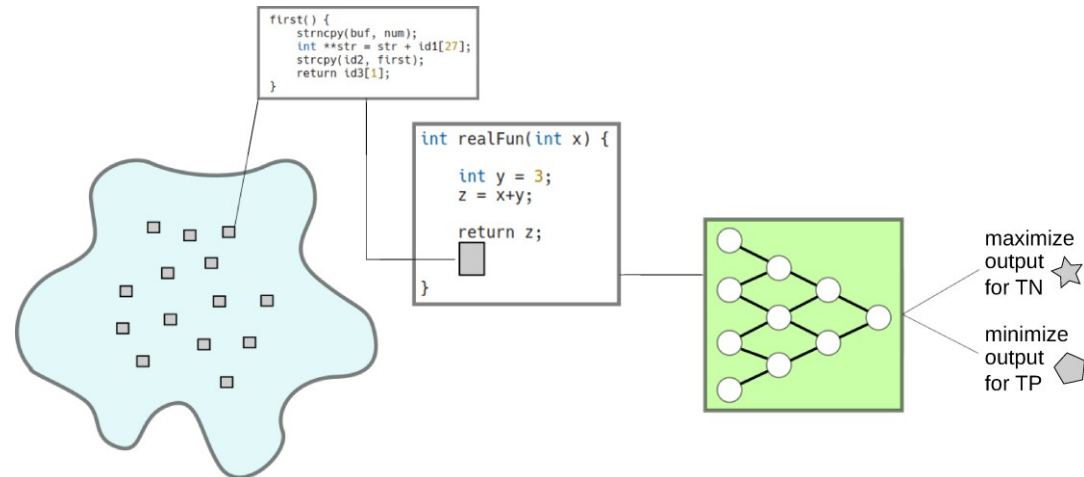 first() {
strncpy(buf, num);
int **str = str + id1[27];
strcpy(id2, first);
return id3[1];
}
int realFun(int x) {
int y = 3;
z = x+y;
return z;
}
maximize
output
for TN
minimize
output
for TP